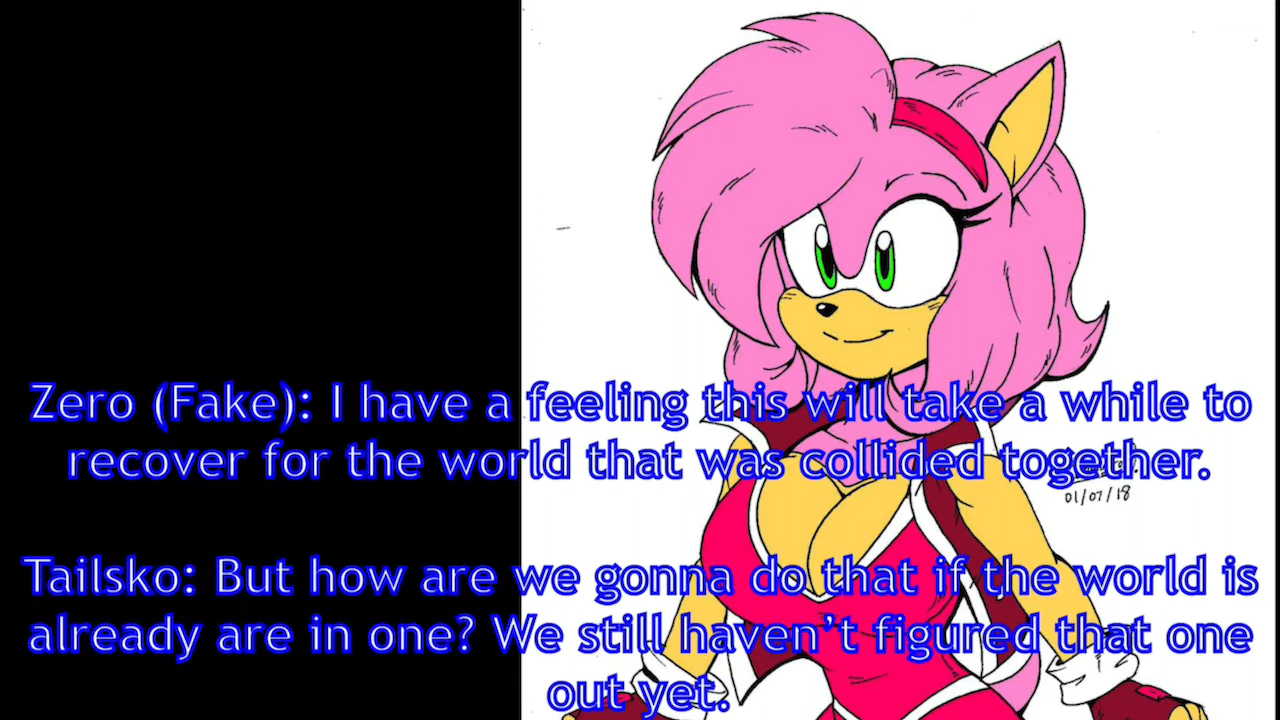 Zero (Fake): I have a feeling this will take a while to
recover for the world that was collided together.
Tailsko: But how are we gonna do that if the world is
already are in one? We still haven’t figured that one
out yet.
01/07/18